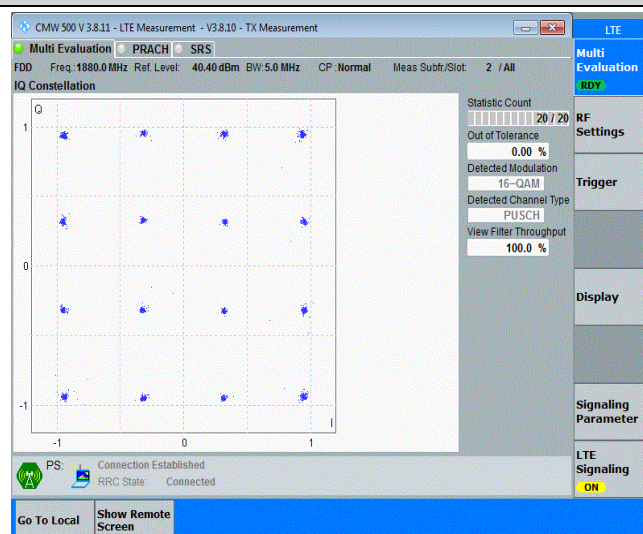 CMW 500 V 3.8.11 - LTE Measurement - V3.8.10 - TX Measurement
LTE
Multi Evaluation PRACH SRS
FDD Freq.:1880.0 MHz Ref. Level: 40.40 dBm BW:5.0 MHz CP :Normal Meas Subfr./Slot: 2 / All
IQ Constellation
Q
1
0
-1
I
-1 0 1
Statistic Count
20 / 20
Out of Tolerance
0.00 %
Detected Modulation
16-QAM
Detected Channel Type
PUSCH
View Filter Throughput
100.0 %
Multi
Evaluation
RDY
RF
Settings
Trigger
Display
Signaling
Parameter
LTE
Signaling
ON
PS: Connection Established
RRC State: Connected
Go To Local
Show Remote
Screen